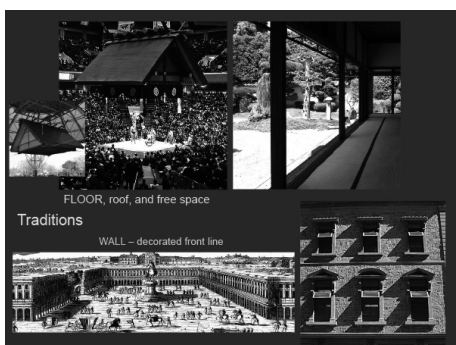 FLOOR, roof, and free space
Traditions
WALL – decorated front line